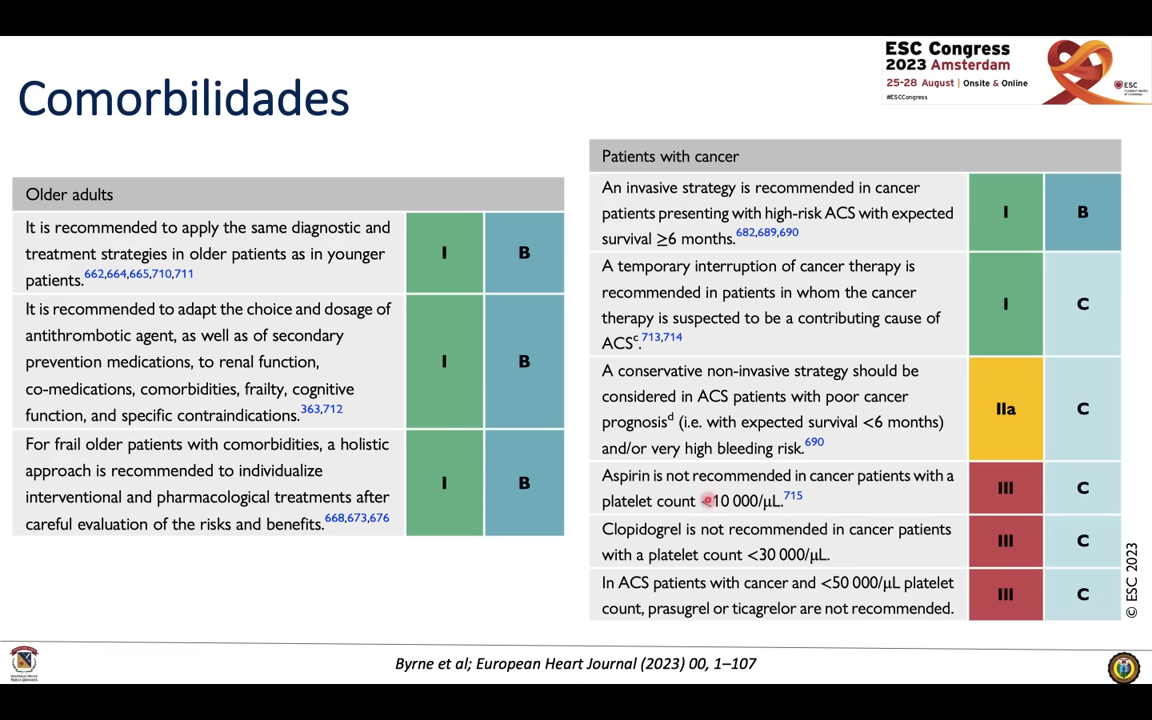 ESC Congress
2023 Amsterdam
25-28 August | Onsite & Online
#ESCCongress
ESC
Comorbilidades
Older adults
It is recommended to apply the same diagnostic and
treatment strategies in older patients as in younger
patients.662,664,665,710,711
I
B
It is recommended to adapt the choice and dosage of
antithrombotic agent, as well as of secondary
prevention medications, to renal function,
co-medications, comorbidities, frailty, cognitive
function, and specific contraindications.363,712
I
B
For frail older patients with comorbidities, a holistic
approach is recommended to individualize
interventional and pharmacological treatments after
careful evaluation of the risks and benefits.668,673,676
I
B
Patients with cancer
An invasive strategy is recommended in cancer
patients presenting with high-risk ACS with expected
survival ≥6 months.682,689,690
I
B
A temporary interruption of cancer therapy is
recommended in patients in whom the cancer
therapy is suspected to be a contributing cause of
ACSc.713,714
I
C
A conservative non-invasive strategy should be
considered in ACS patients with poor cancer
prognosisd (i.e. with expected survival <6 months)
and/or very high bleeding risk.690
IIa
C
Aspirin is not recommended in cancer patients with a
platelet count <10 000/μL.715
III
C
Clopidogrel is not recommended in cancer patients
with a platelet count <30 000/μL.
III
C
In ACS patients with cancer and <50 000/μL platelet
count, prasugrel or ticagrelor are not recommended.
III
C
© ESC 2023
Byrne et al; European Heart Journal (2023) 00, 1–107